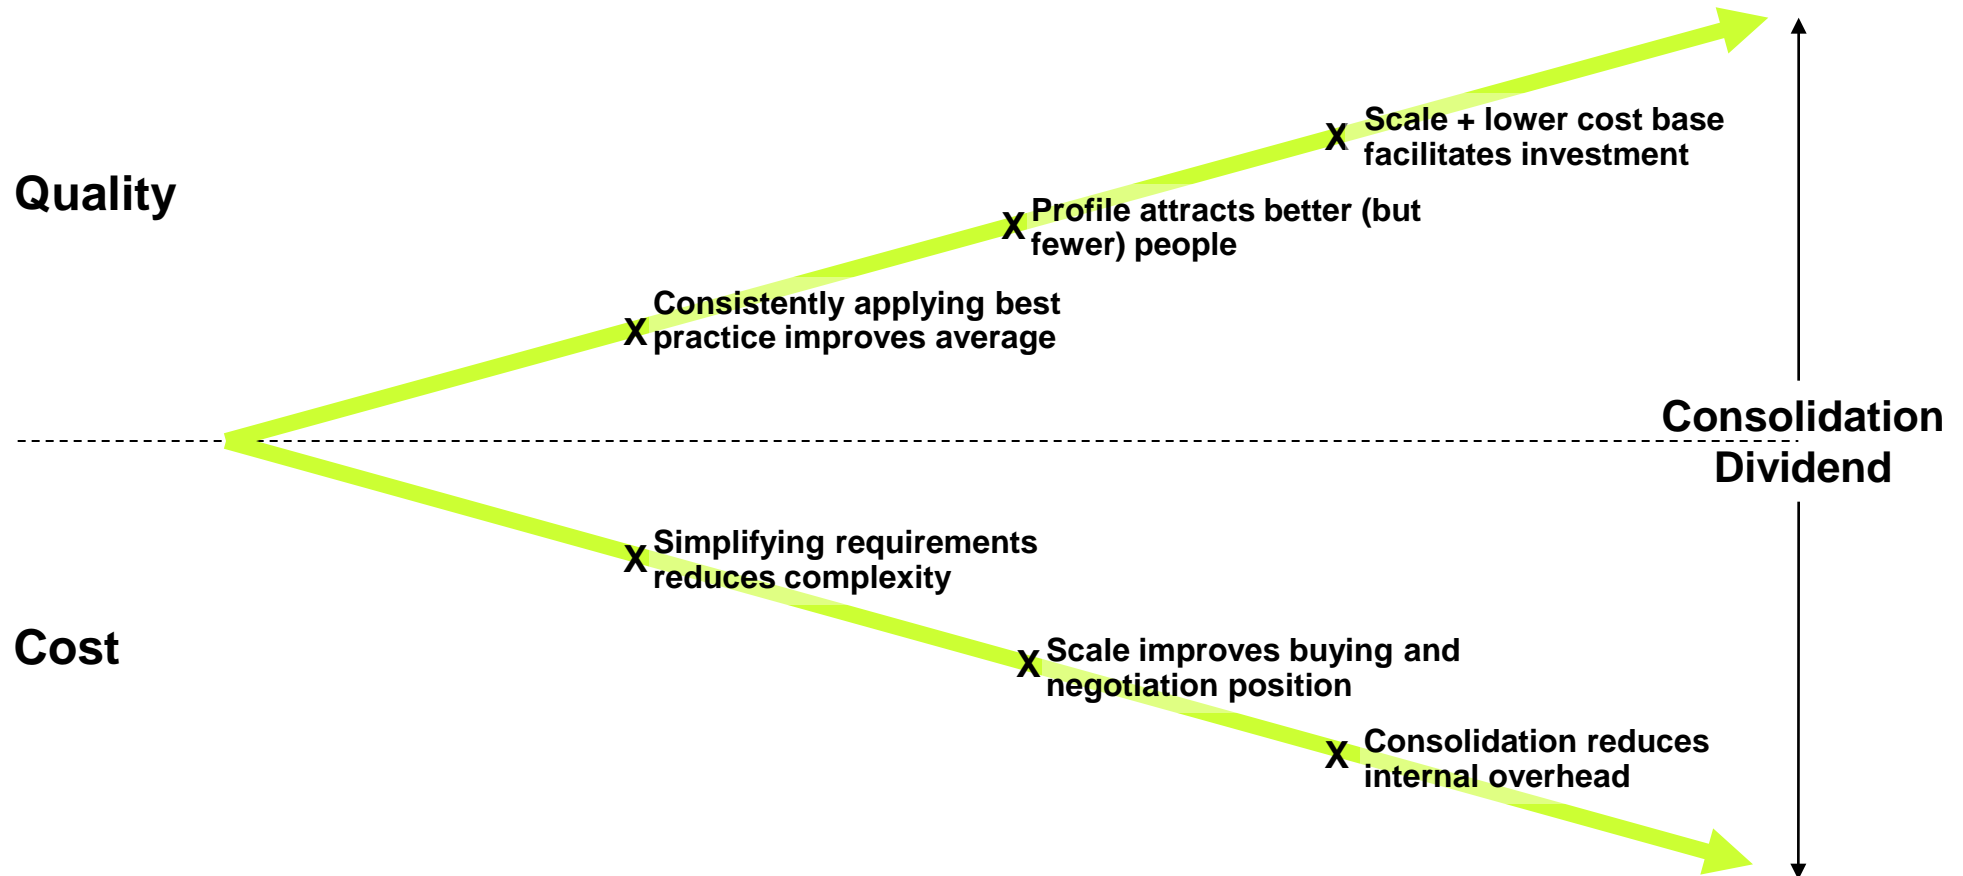 Scale + lower cost base
facilitates investment
Quality
X
Profile attracts better (but
fewer) people
X
Consistently applying best
practice improves average
X
Consolidation
Dividend
Simplifying requirements
reduces complexity
X
Cost
Scale improves buying and
negotiation position
X
Consolidation reduces
internal overhead
X